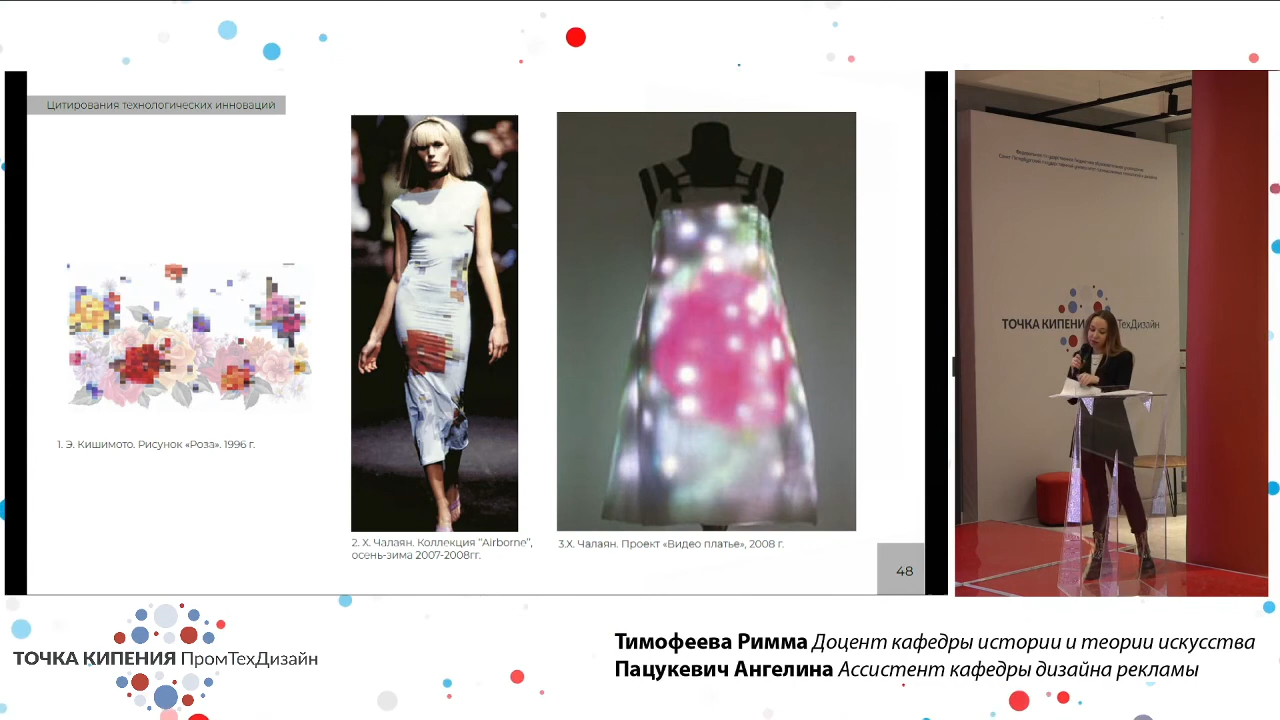 Цитирования технологических инноваций
1. Э. Кишимото. Рисунок «Роза». 1996 г.
2. Х. Чалаян. Коллекция "Airborne",
осень-зима 2007-2008гг.
3.Х. Чалаян. Проект «Видео платье», 2008 г.
48
ТОЧКА КИПЕНИ ТехДизайн
ТОЧКА КИПЕНИЯ ПромТехДизайн
Тимофеева Римма Доцент кафедры истории и теории искусства
Пацукевич Ангелина Ассистент кафедры дизайна рекламы